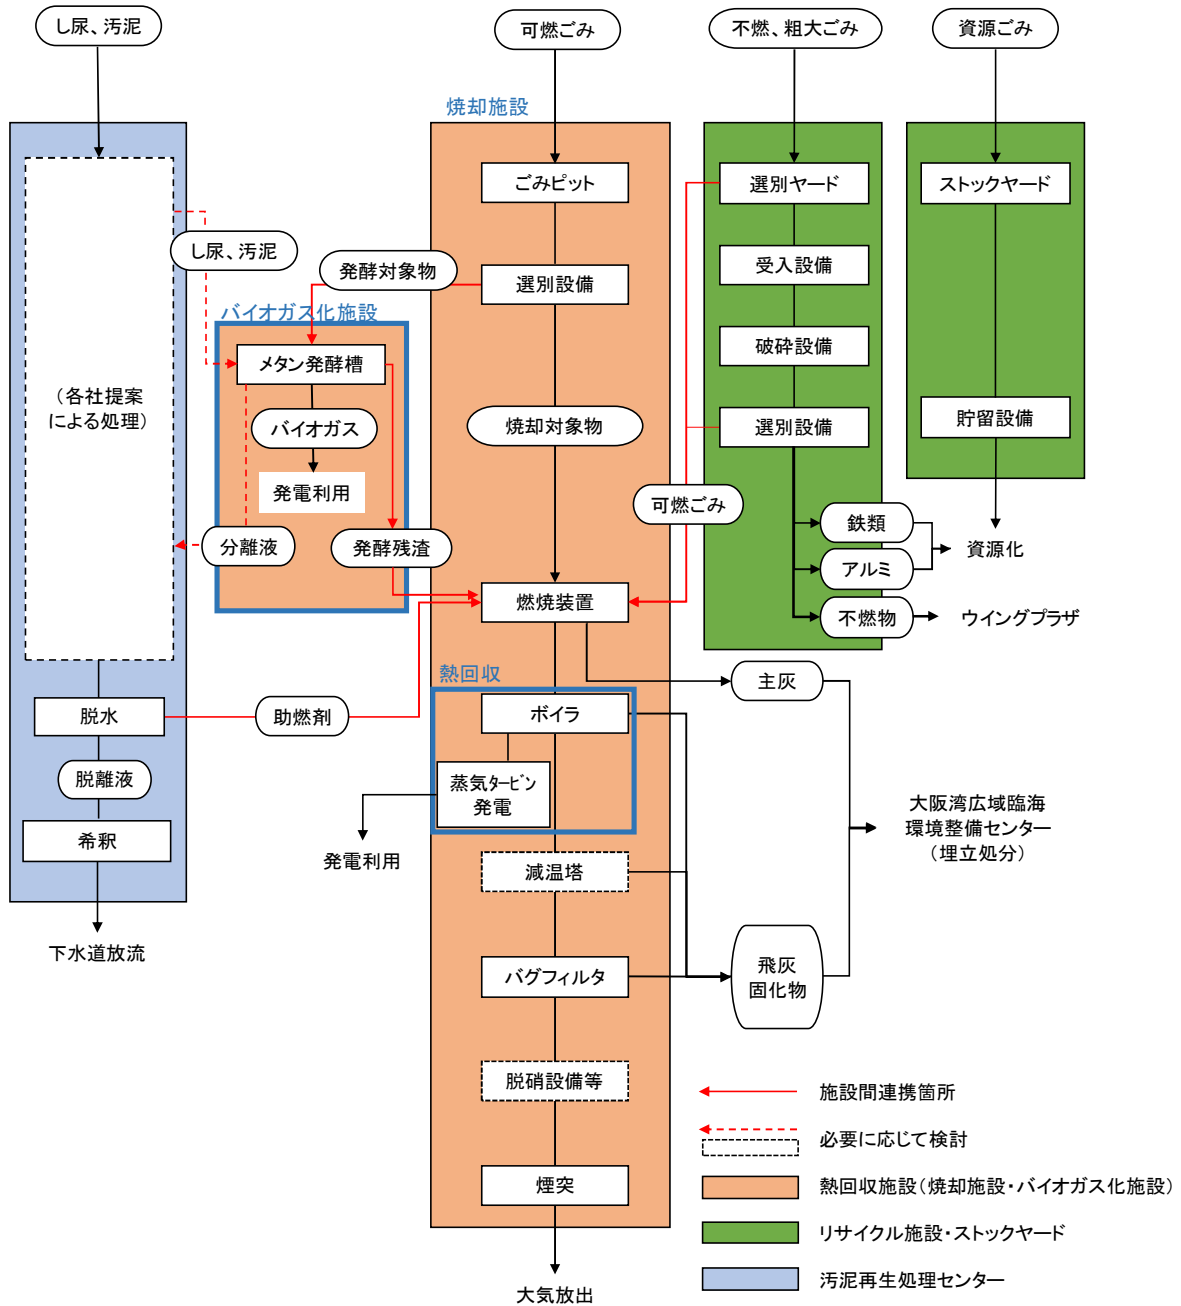 し尿、汚泥
可燃ごみ
不燃、粗大ごみ
資源ごみ
焼却施設
ごみピット
選別ヤード
ストックヤード
し尿、汚泥
発酵対象物
選別設備
受入設備
バイオガス化施設
メタン発酵槽
破砕設備
（各社提案
による処理）
バイオガス
焼却対象物
選別設備
貯留設備
発電利用
可燃ごみ
鉄類
分離液
発酵残渣
アルミ
資源化
燃焼装置
不燃物
ウイングプラザ
熱回収
主灰
脱水
助燃剤
ボイラ
脱離液
蒸気タービン
発電
大阪湾広域臨海
環境整備センター
（埋立処分）
希釈
発電利用
減温塔
下水道放流
バグフィルタ
飛灰
固化物
脱硝設備等
施設間連携箇所
必要に応じて検討
煙突
熱回収施設（焼却施設・バイオガス化施設）
リサイクル施設・ストックヤード
汚泥再生処理センター
大気放出